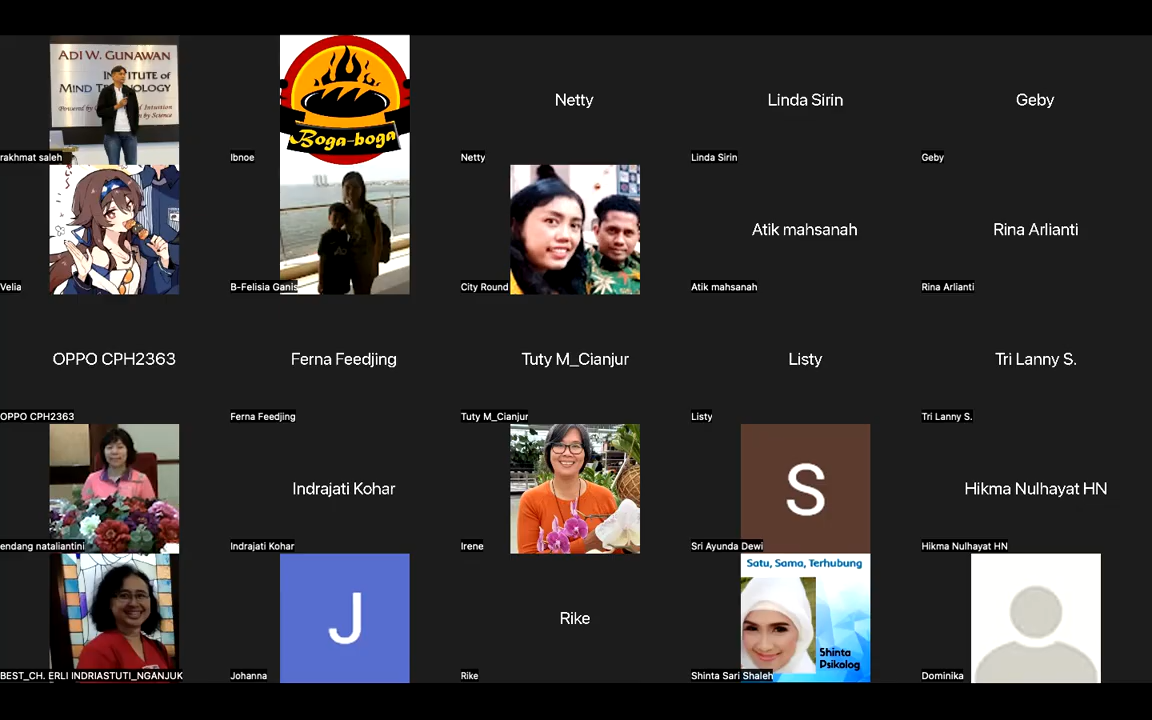 ADI W. GUNAWAN
INSTITUTE of
MIND TECHNOLOGY
rakhmat saleh
Boga-boga
Ibnoe
Netty
Netty
Linda Sirin
Linda Sirin
Geby
Geby
Velia
B-Felisia Ganis
City Round
Atik mahsanah
Atik mahsanah
Rina Arlianti
Rina Arlianti
OPPO CPH2363
OPPO CPH2363
Ferna Feedjing
Ferna Feedjing
Tuty M_Cianjur
Tuty M_Cianjur
Listy
Listy
Tri Lanny S.
Tri Lanny S.
endang nataliantini
Indrajati Kohar
Indrajati Kohar
Irene
S
Sri Ayunda Dewi
Hikma Nulhayat HN
Hikma Nulhayat HN
BEST_CH. ERLI INDRIASTUTI_NGANJUK
J
Johanna
Rike
Rike
Satu, Sama, Terhubung
Shinta
Psikolog
Shinta Sari Shaleh
Dominika